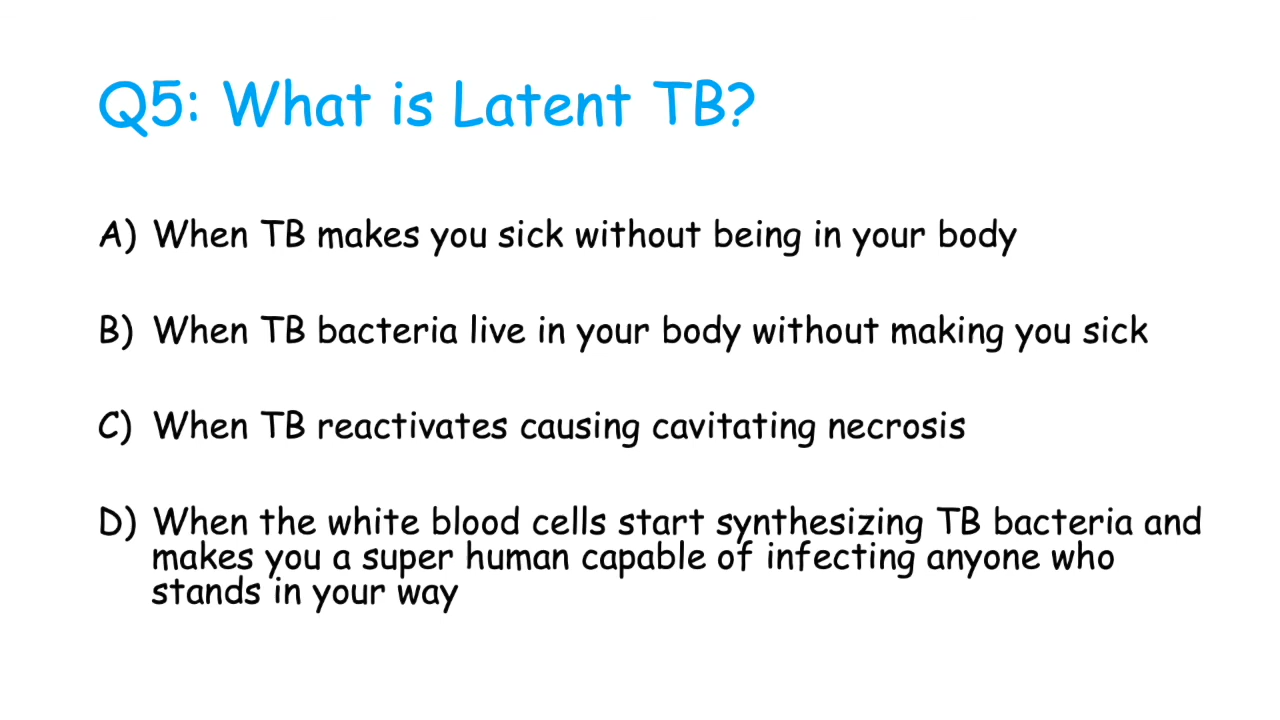 Q5: What is Latent TB?
A) When TB makes you sick without being in your body
B) When TB bacteria live in your body without making you sick
C) When TB reactivates causing cavitating necrosis
D) When the white blood cells start synthesizing TB bacteria and
makes you a super human capable of infecting anyone who
stands in your way